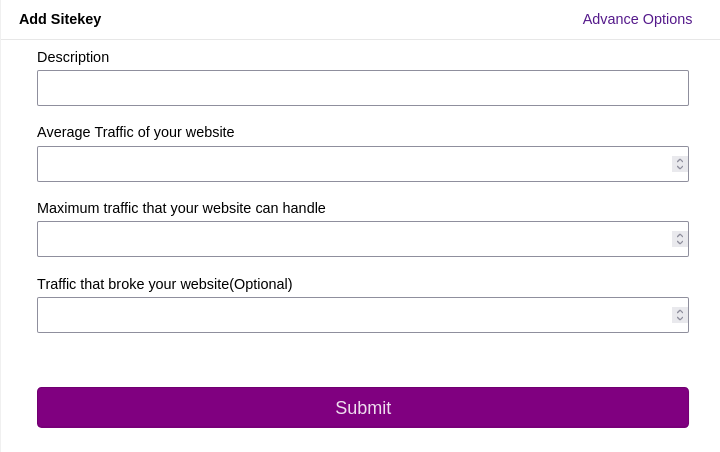 Add Sitekey
Advance Options
Description
Average Traffic of your website
Maximum traffic that your website can handle
Traffic that broke your website(Optional)
Submit